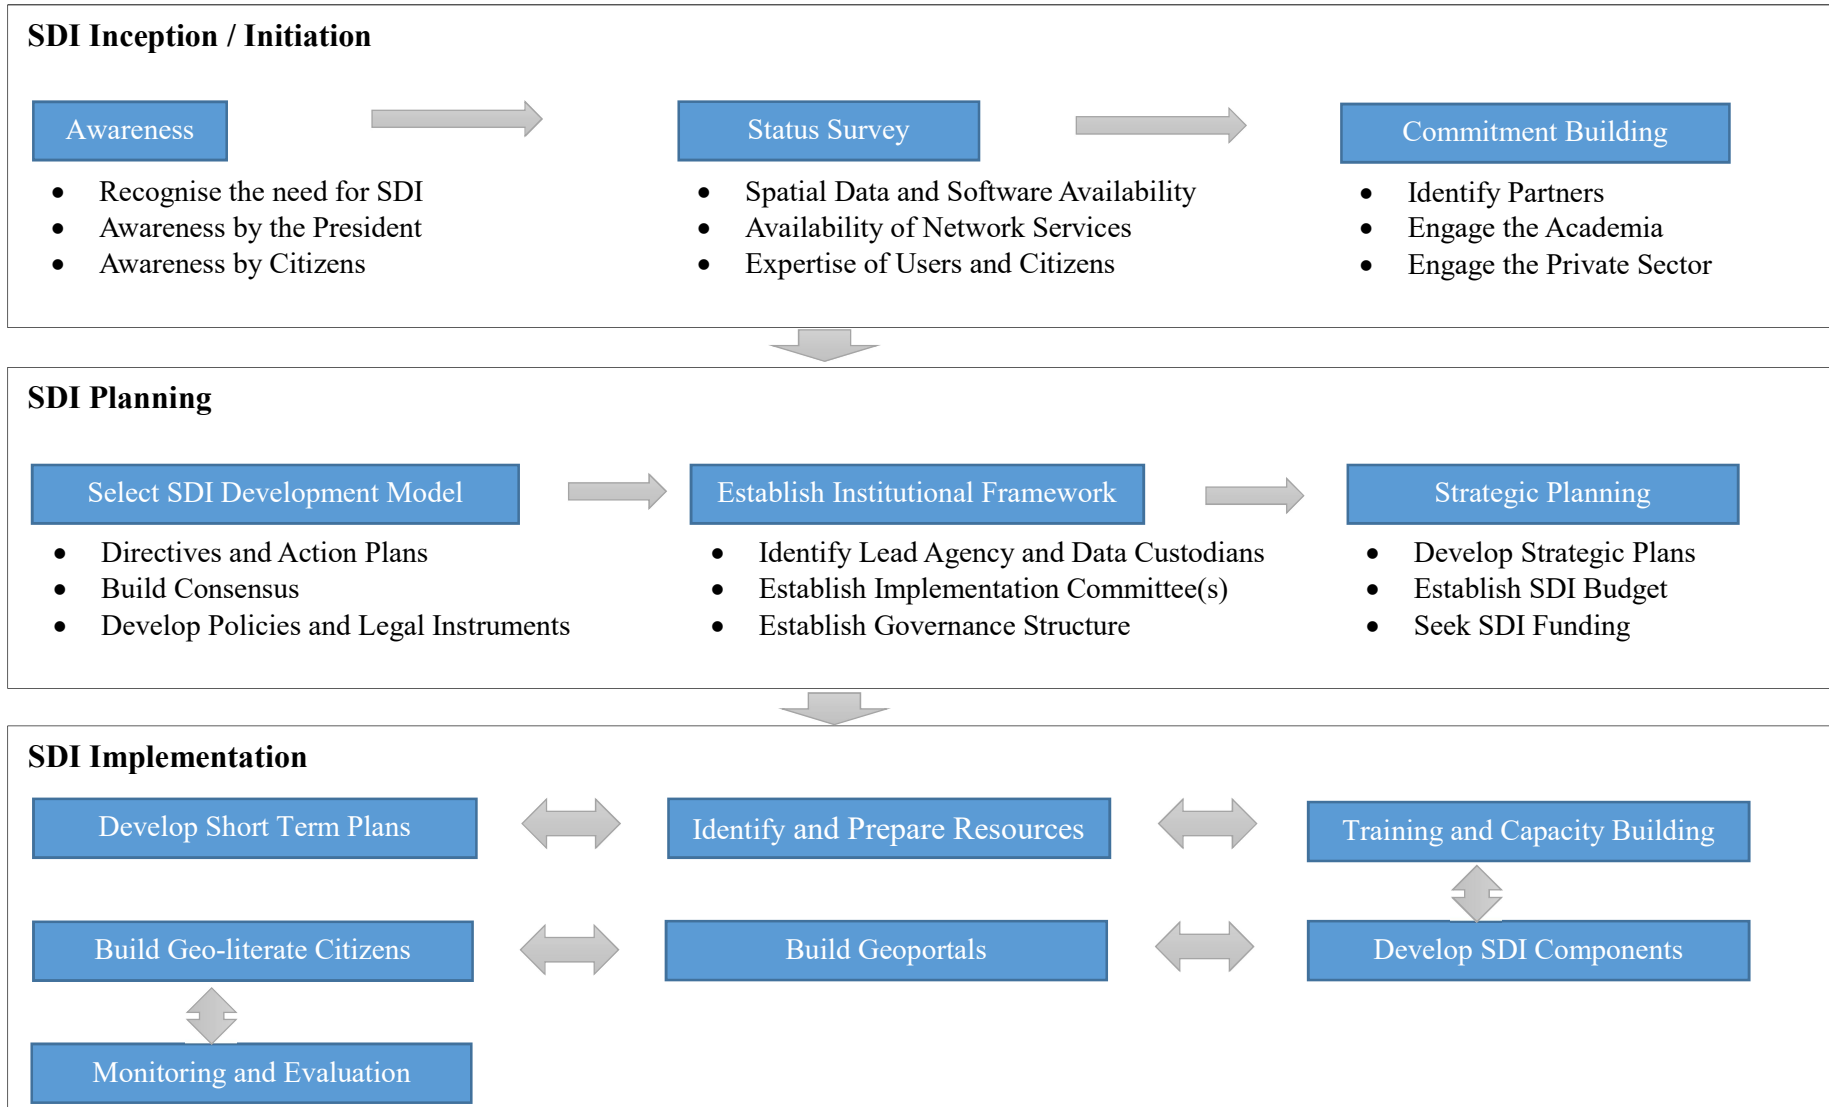 SDI Inception / Initiation
Awareness
• Recognise the need for SDI
• Awareness by the President
• Awareness by Citizens
Status Survey
• Spatial Data and Software Availability
• Availability of Network Services
• Expertise of Users and Citizens
Commitment Building
• Identify Partners
• Engage the Academia
• Engage the Private Sector
SDI Planning
Select SDI Development Model
• Directives and Action Plans
• Build Consensus
• Develop Policies and Legal Instruments
Establish Institutional Framework
• Identify Lead Agency and Data Custodians
• Establish Implementation Committee(s)
• Establish Governance Structure
Strategic Planning
• Develop Strategic Plans
• Establish SDI Budget
• Seek SDI Funding
SDI Implementation
Develop Short Term Plans
Identify and Prepare Resources
Training and Capacity Building
Build Geo-literate Citizens
Build Geoportals
Develop SDI Components
Monitoring and Evaluation